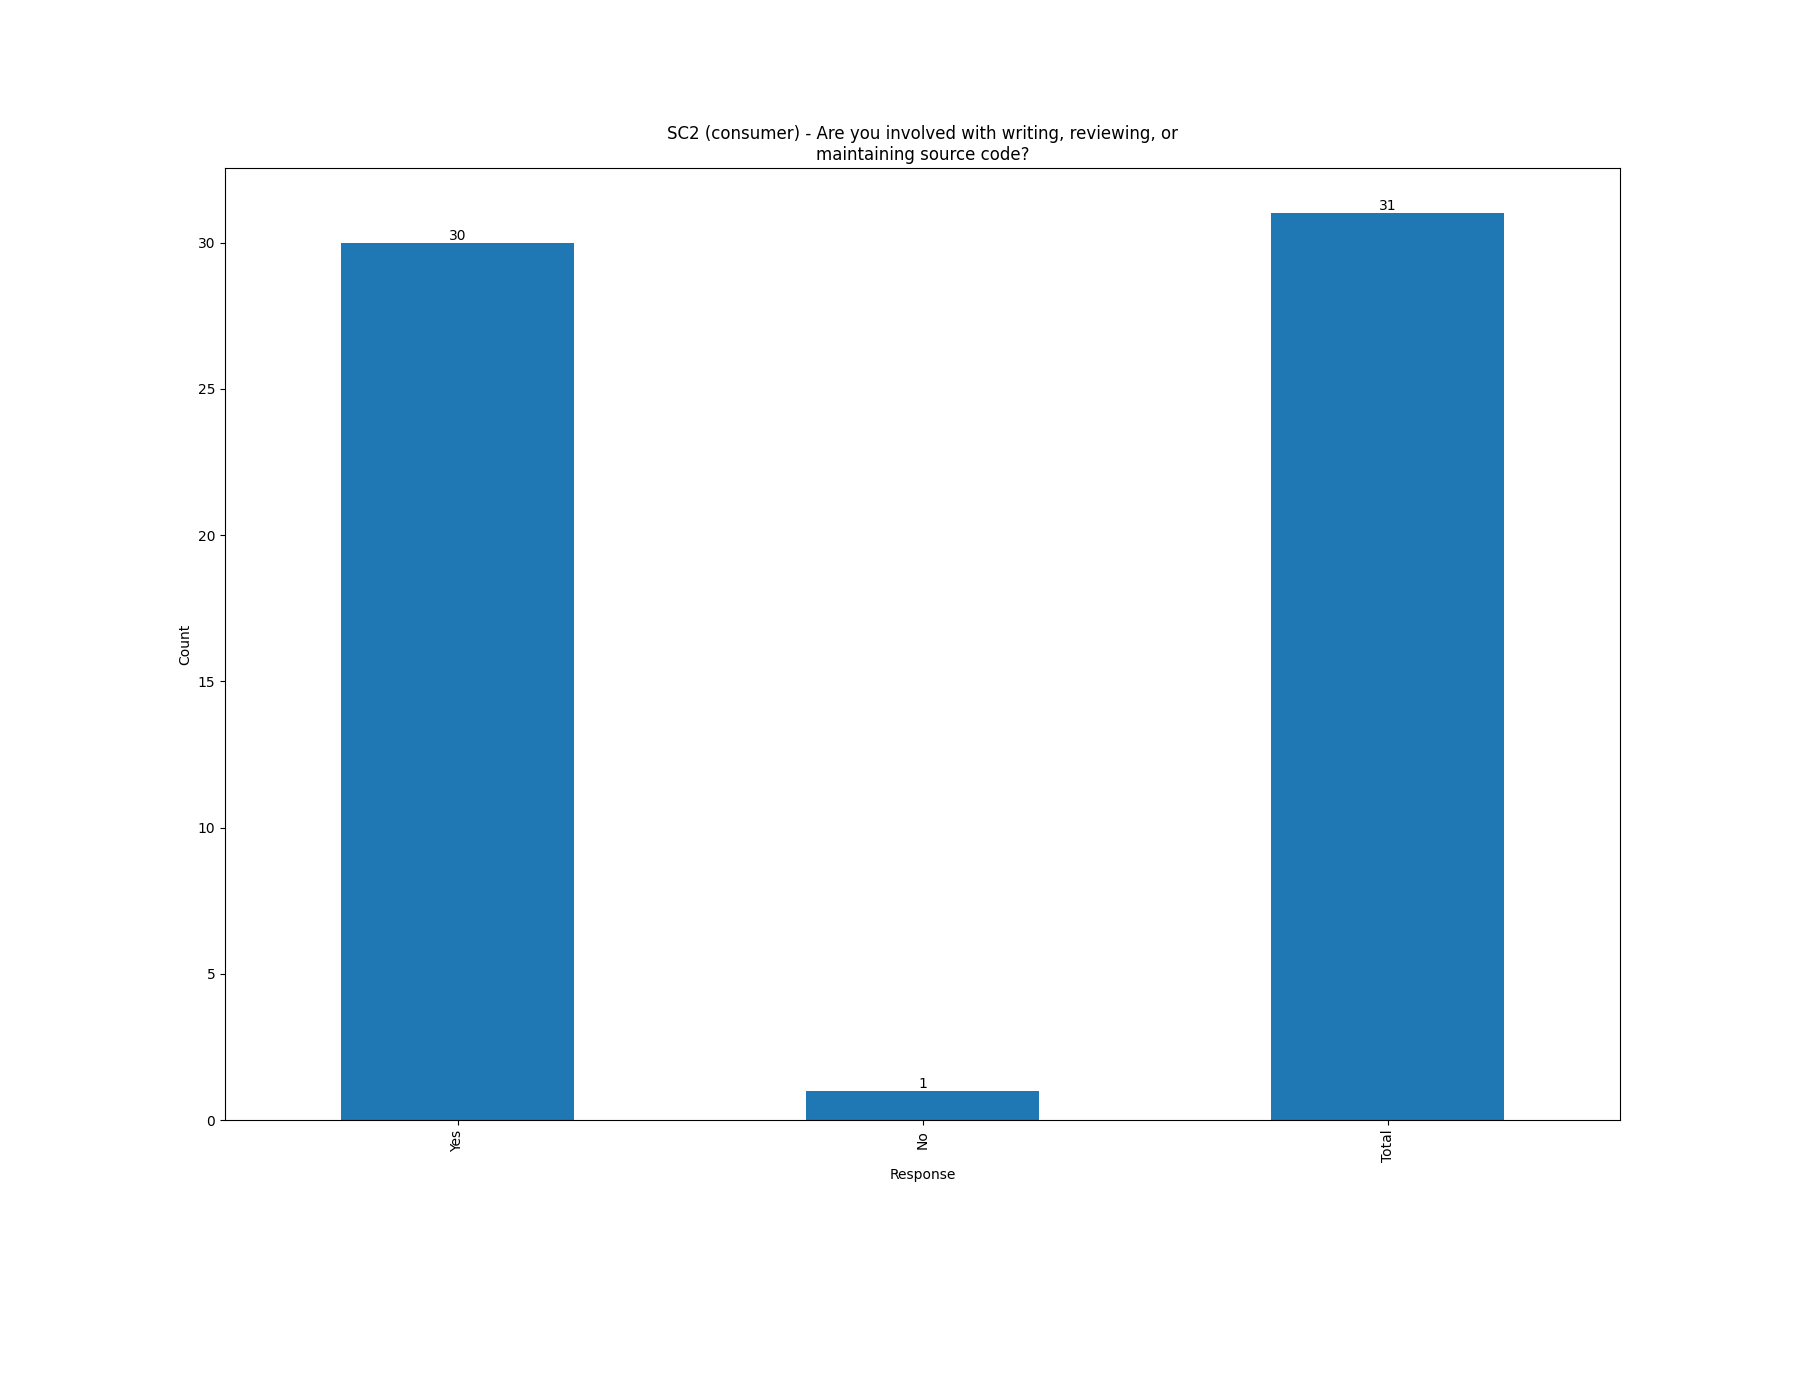 SC2 (consumer) - Are you involved with writing, reviewing, or
maintaining source code?
31
30
30
25
20
15
10
5
1
0
Count
Yes
No
Total
Response